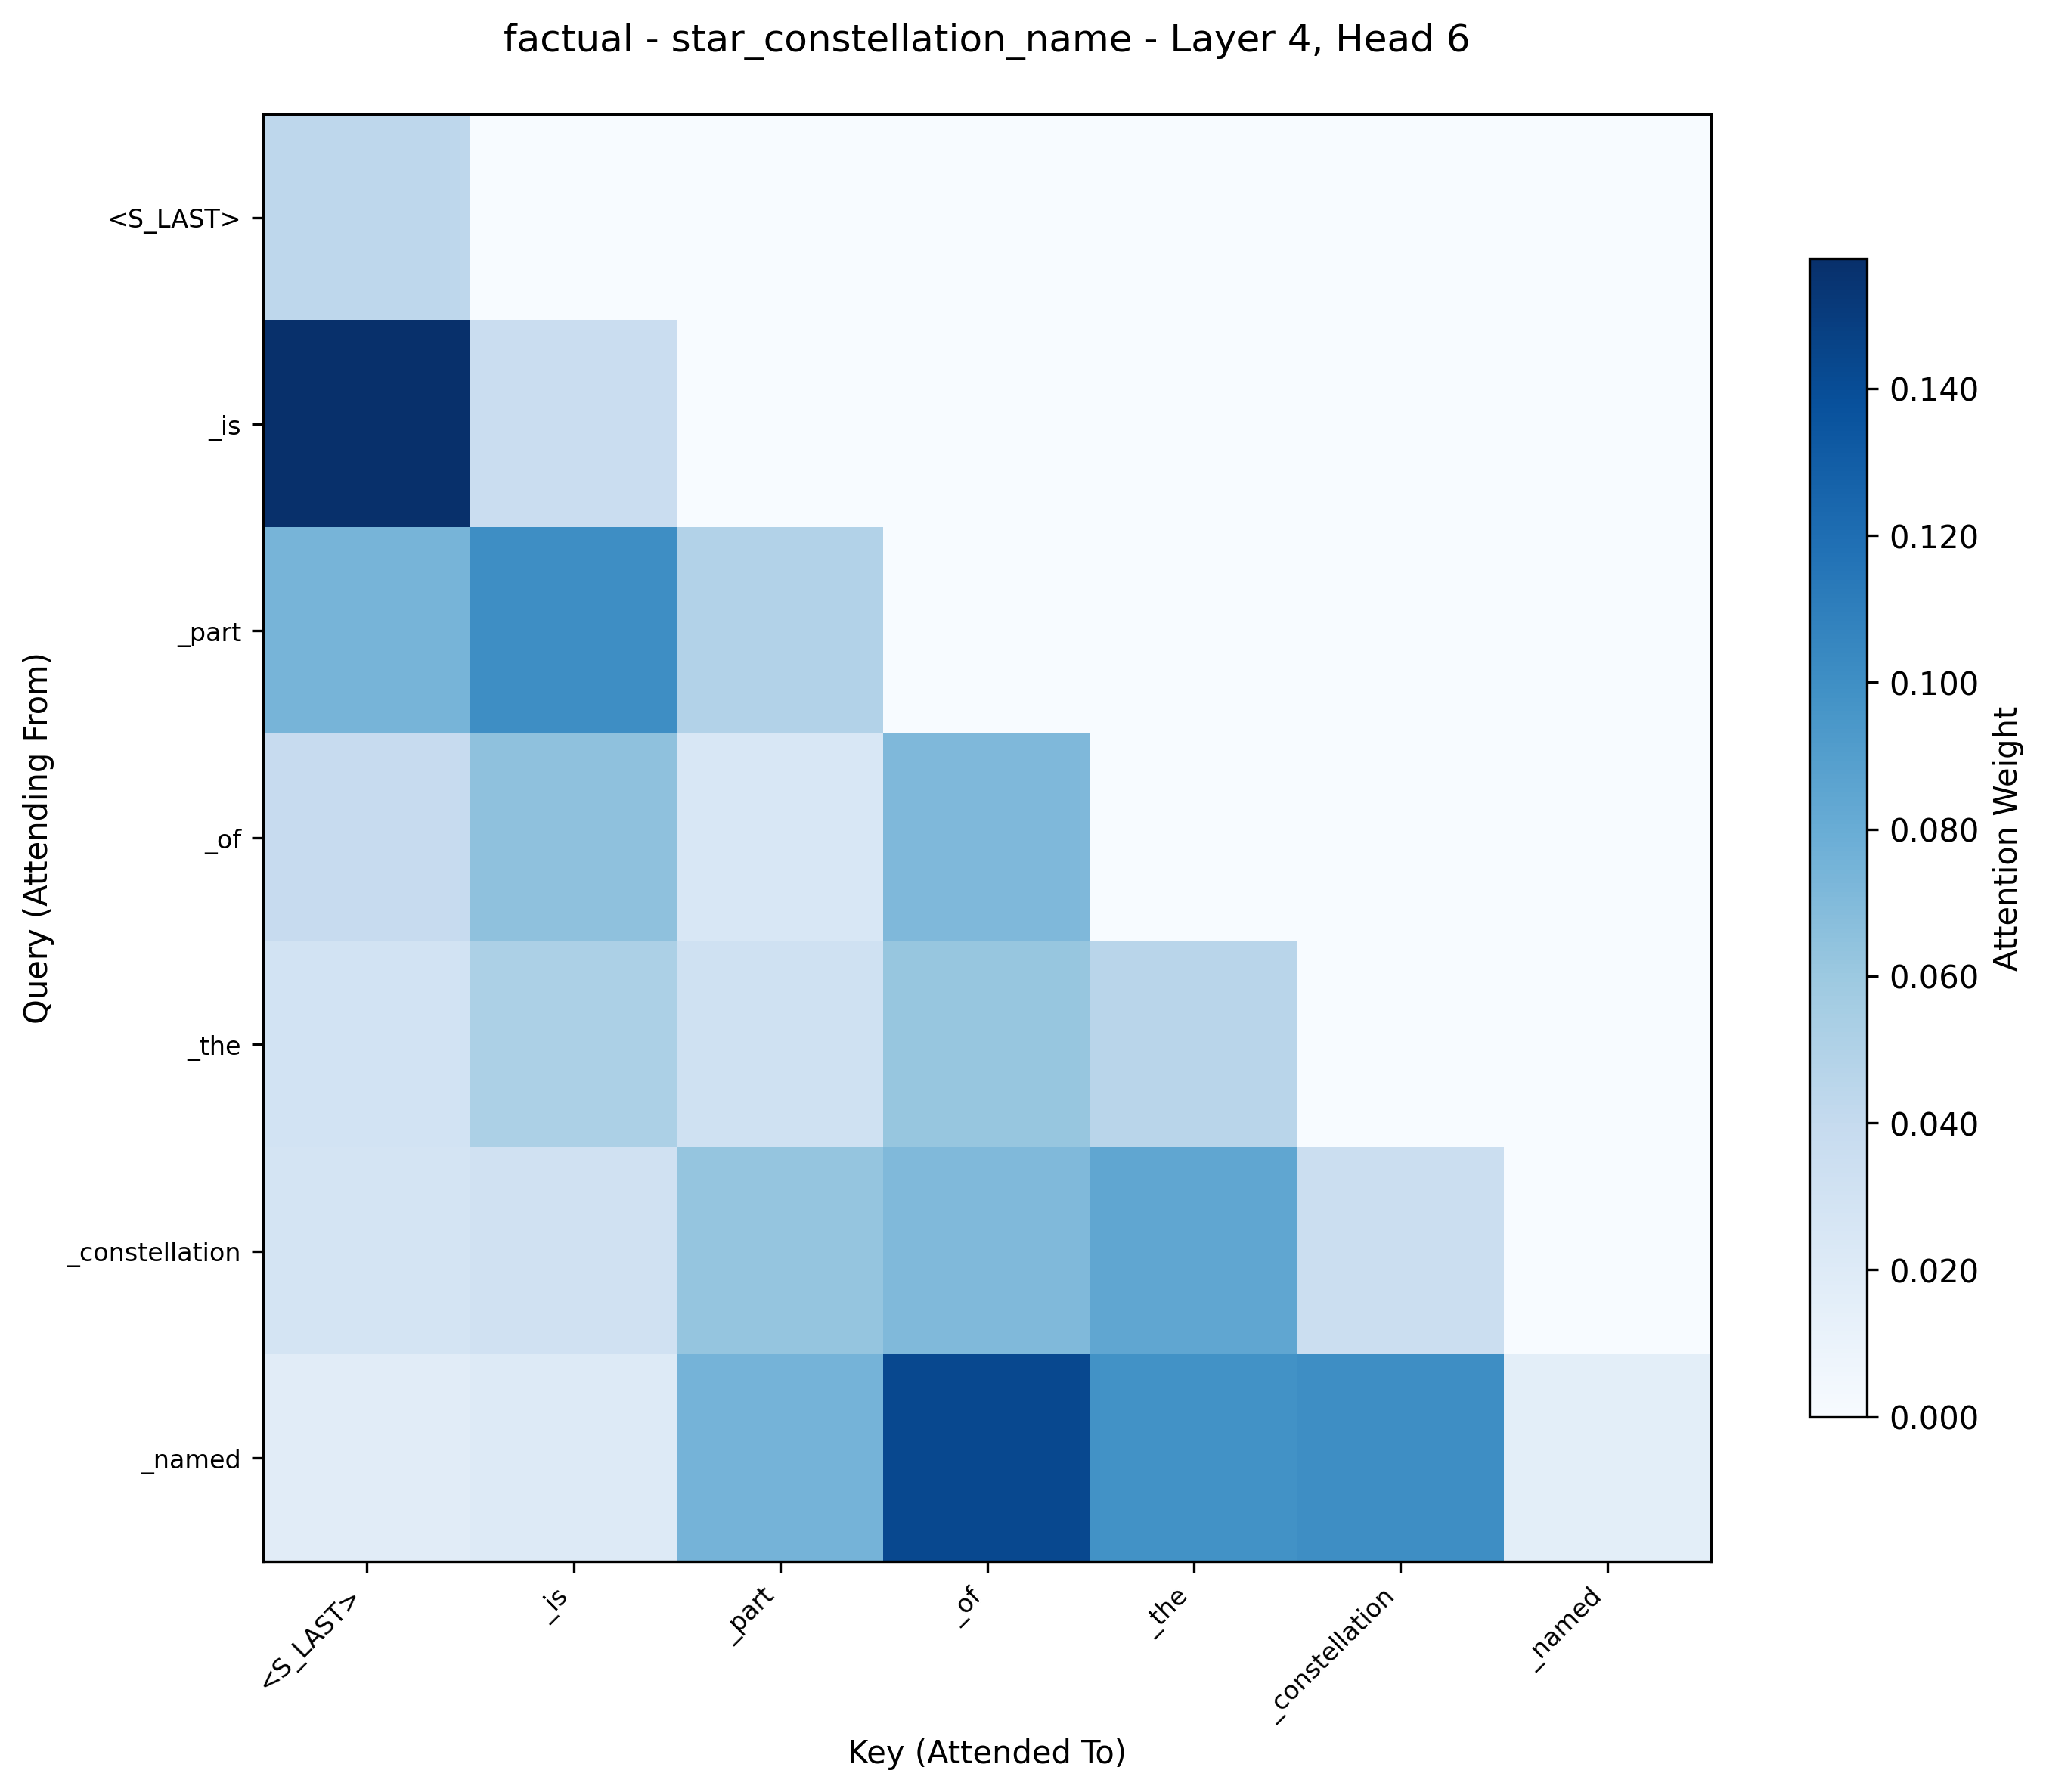 factual - star_constellation_name - Layer 4, Head 6
Query (Attending From)
<S_LAST>
_is
_part
_of
_the
_constellation
_named
<S_LAST>
_is
_part
_of
_the
_constellation
_named
Key (Attended To)
0.140
0.120
0.100
0.080
0.060
0.040
0.020
0.000
Attention Weight